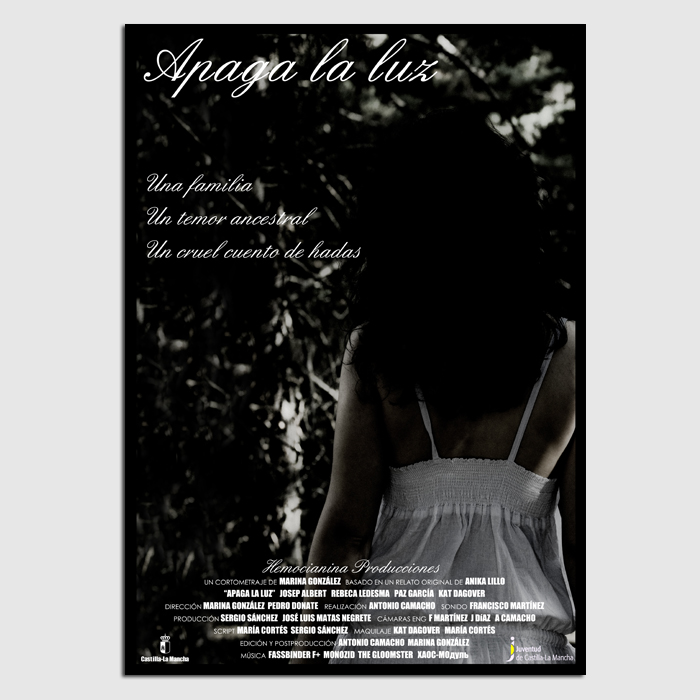 Apaga la luz
Una familia
Un temor ancestral
Un cruel cuento de hadas
Hemocianina Producciones
UN CORTOMETRAJE DE MARINA GONZÁLEZ BASADO EN UN RELATO ORIGINAL DE ANIKA LILLO
"APAGA LA LUZ" JOSEP ALBERT REBECA LEDESMA PAZ GARCÍA KAT DAGOVER
DIRECCIÓN MARINA GONZÁLEZ PEDRO DONATE REALIZACIÓN ANTONIO CAMACHO SONIDO FRANCISCO MARTÍNEZ
PRODUCCIÓN SERGIO SÁNCHEZ JOSÉ LUIS MATAS NEGRETE CÁMARAS ENG F MARTÍNEZ J DIAZ A CAMACHO
SCRIPT MARÍA CORTÉS SERGIO SÁNCHEZ MAQUILAJE KAT DAGOVER MARÍA CORTÉS
EDICIÓN Y POSTPRODUCCIÓN ANTONIO CAMACHO MARINA GONZÁLEZ
MÚSICA FASSBINDER F+ MONOZID THE GLOOMSTER ХАОС-МОдуль
Castilla-La Mancha
Juventud
de Castilla-La Mancha